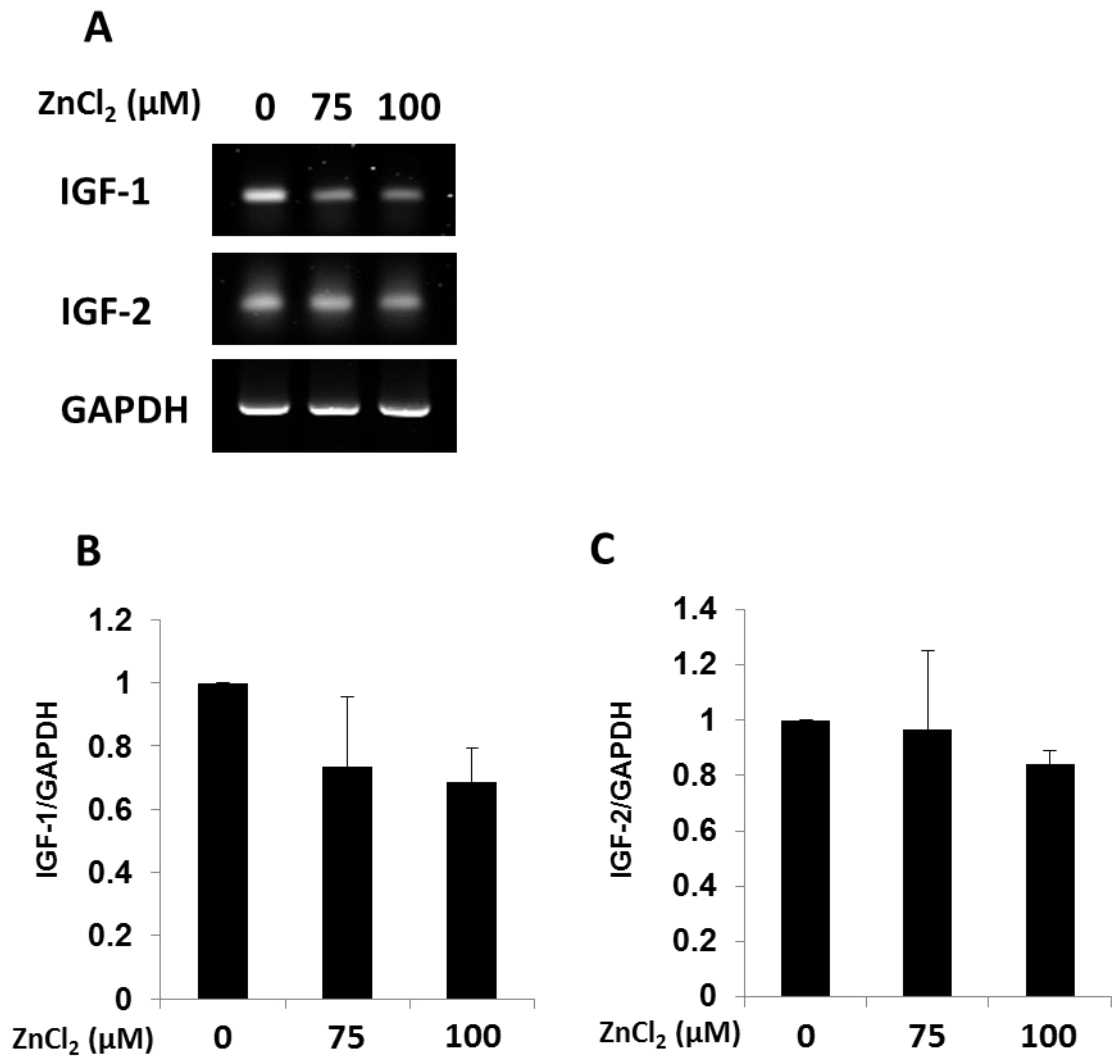 A
ZnCl₂ (μM) 0 75 100
IGF-1
IGF-2
GAPDH
B
1.2
1
0.8
0.6
0.4
0.2
0
IGF-1/GAPDH
ZnCl₂ (μM) 0 75 100
C
1.4
1.2
1
0.8
0.6
0.4
0.2
0
IGF-2/GAPDH
ZnCl₂ (μM) 0 75 100